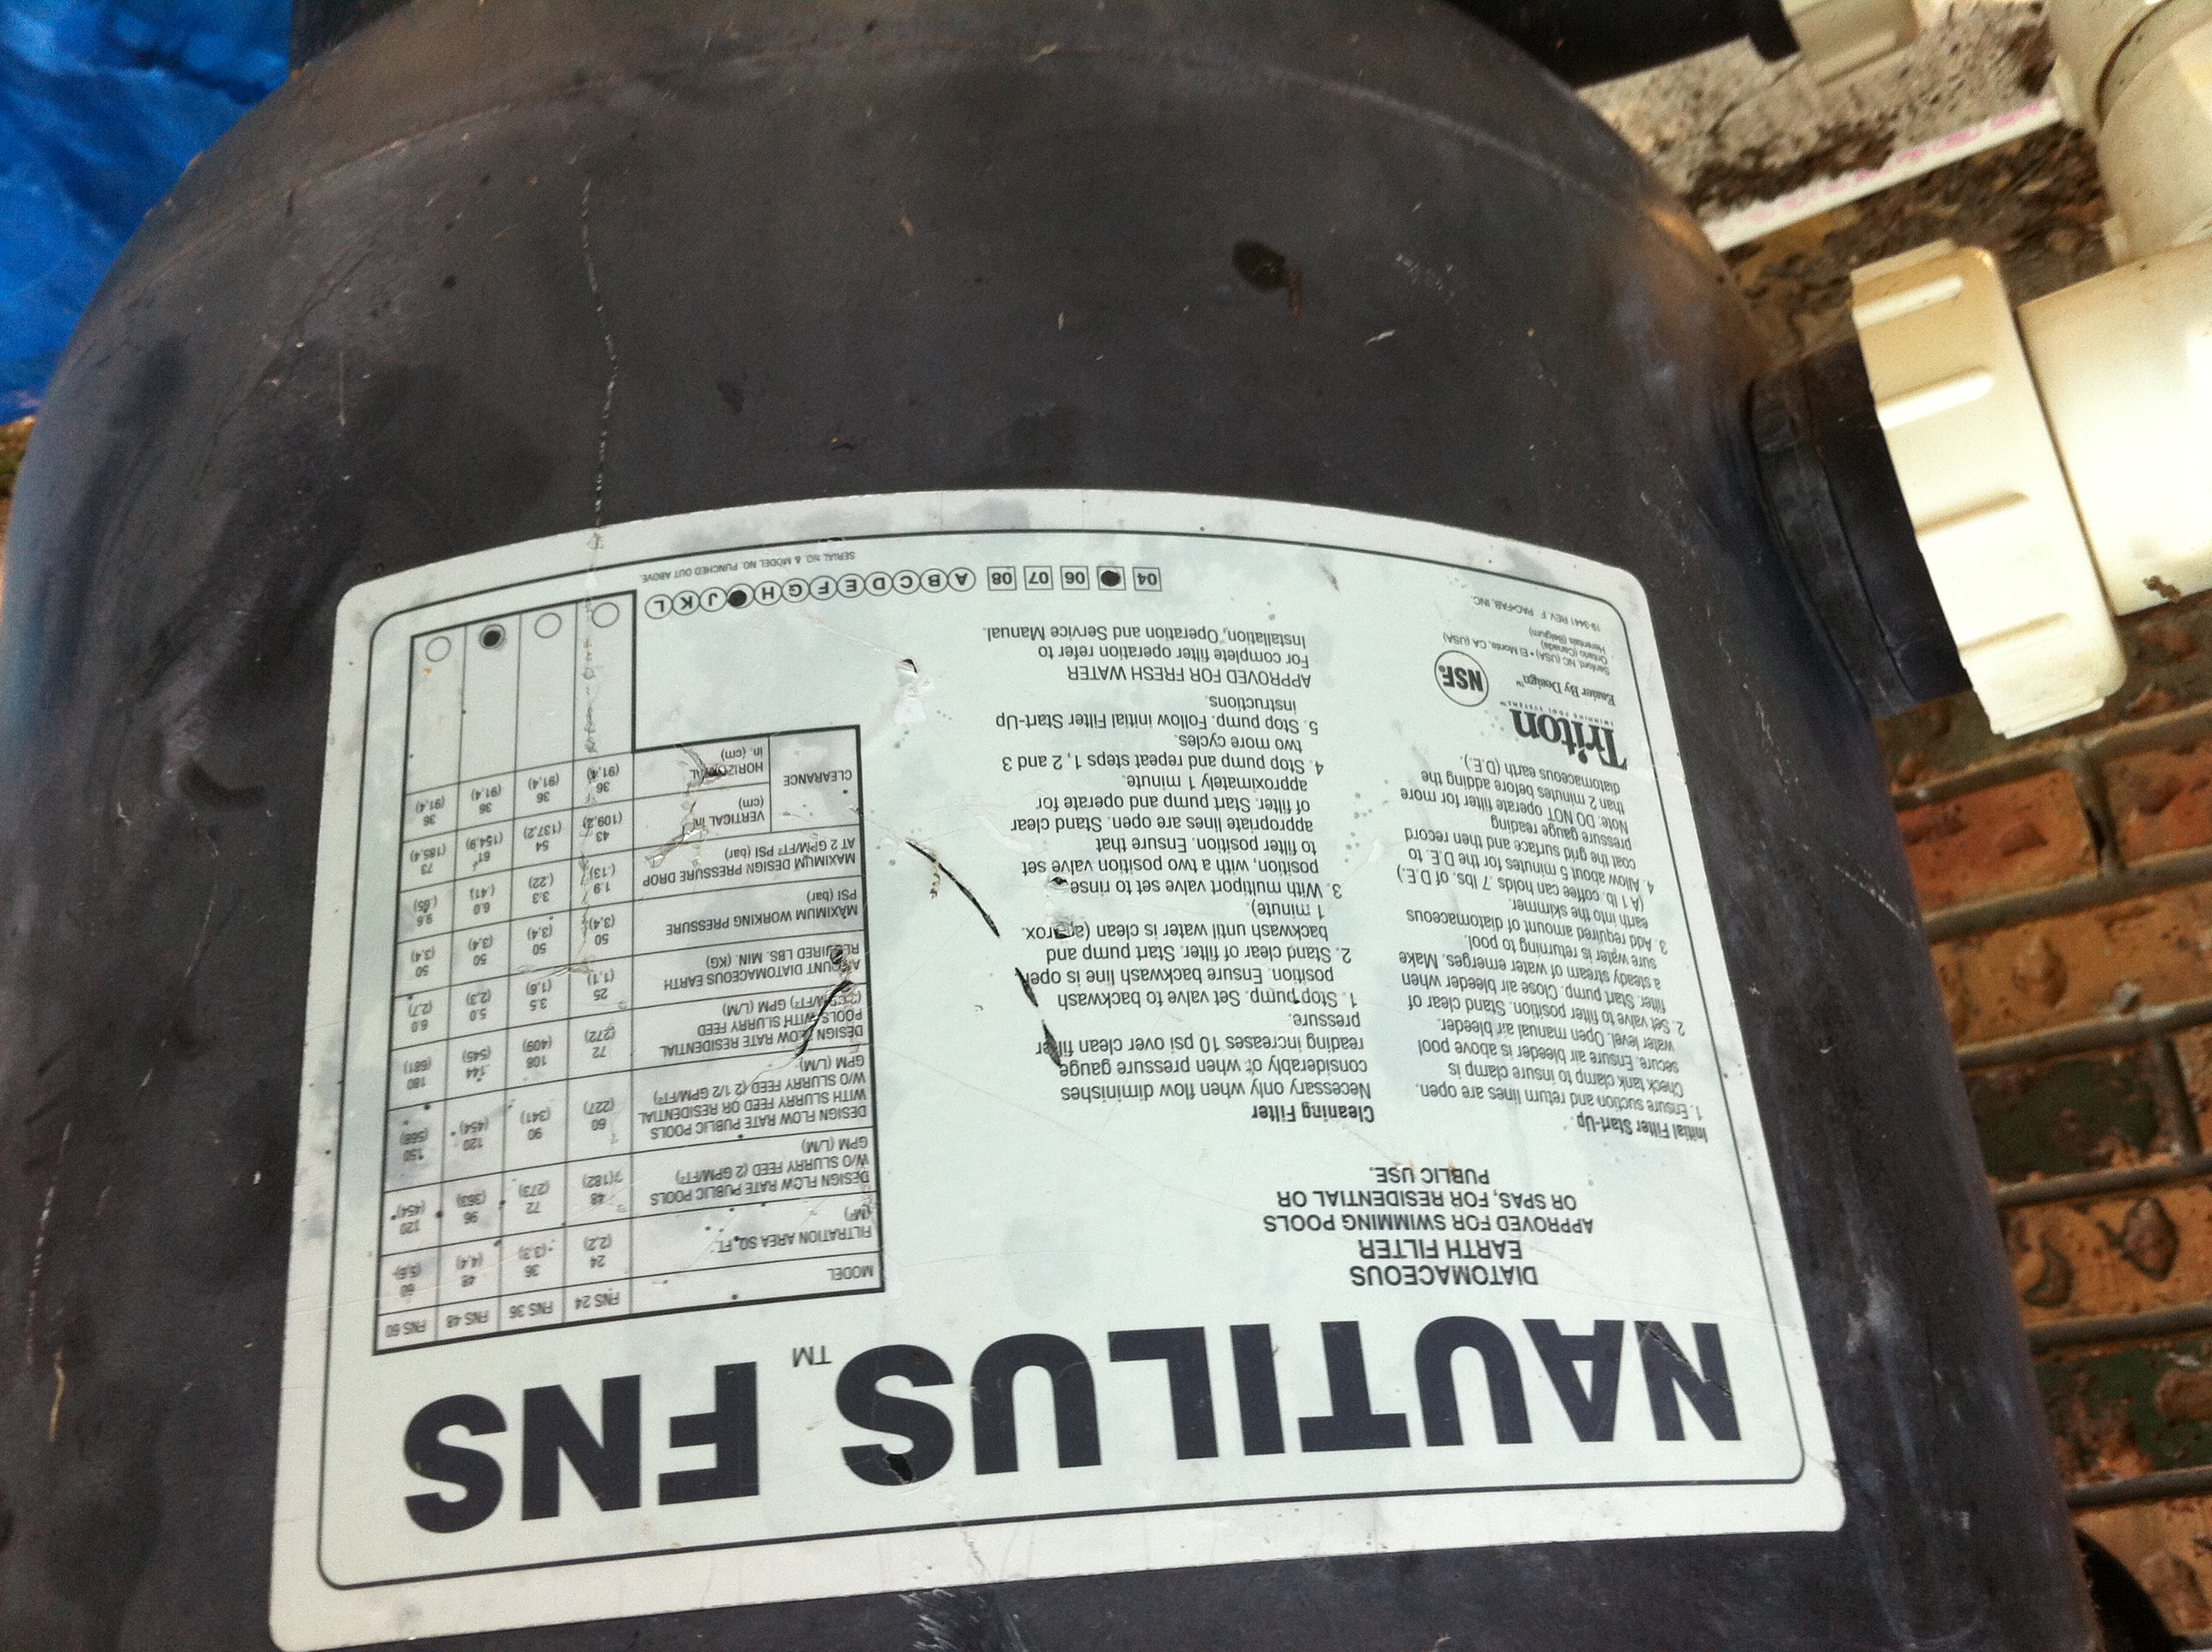 NAUTILUS™ FNS
DIATOMACEOUS
EARTH FILTER
APPROVED FOR SWIMMING POOLS
OR SPAS, FOR RESIDENTIAL OR
PUBLIC USE.
Initial Filter Start-Up
1. Ensure suction and return lines are open.
Check tank clamp to insure clamp is
secure. Ensure air bleeder is above pool
water level. Open manual air bleeder.
2. Set valve to filter position. Stand clear of
filter. Start pump. Close air bleeder when
a steady stream of water emerges. Make
sure water is returning to pool.
3. Add required amount of diatomaceous
earth into the skimmer.
(A 1 lb. coffee can holds .7 lbs. of D.E.)
4. Allow about 5 minutes for the D.E. to
coat the grid surface and then record
pressure gauge reading
Note: DO NOT operate filter for more
than 2 minutes before adding the
diatomaceous earth (D.E.).
Triton
SWIMMING POOL SYSTEMS™
Easier By Design™
NSF®
Sanford, NC (USA) • El Monte, CA (USA)
Ontario (Canada)
Herentals (Belgium)
19-3441 REV. F PAC•FAB, INC.
Cleaning Filter
Necessary only when flow diminishes
considerably or when pressure gauge
reading increases 10 psi over clean filter
pressure.
1. Stop pump. Set valve to backwash
position. Ensure backwash line is open
2. Stand clear of filter. Start pump and
backwash until water is clean (approx.
1 minute).
3. With multiport valve set to rinse
position, with a two position valve set
to filter position. Ensure that
appropriate lines are open. Stand clear
of filter. Start pump and operate for
approximately 1 minute.
4. Stop pump and repeat steps 1, 2 and 3
two more cycles.
5. Stop pump. Follow initial Filter Start-Up
instructions.
APPROVED FOR FRESH WATER
For complete filter operation refer to
Installation, Operation and Service Manual.
MODEL FNS 24 FNS 36 FNS 48 FNS 60
FILTRATION AREA SQ. FT. 24 36 48 60
(M²) (2.2) (3.3) (4.4) (5.6)
DESIGN FLOW RATE PUBLIC POOLS 48 72 96 120
W/O SLURRY FEED (2 GPM/FT²) (182) (273) (363) (454)
GPM (L/M)
DESIGN FLOW RATE PUBLIC POOLS 60 90 120 150
WITH SLURRY FEED OR RESIDENTIAL (227) (341) (454) (568)
W/O SLURRY FEED (2 1/2 GPM/FT²)
GPM (L/M)
DESIGN FLOW RATE RESIDENTIAL 72 108 144 180
POOLS WITH SLURRY FEED (272) (409) (545) (681)
GPM/FT²) GPM (L/M)
AMOUNT DIATOMACEOUS EARTH 25 3.5 5.0 6.0
REQUIRED LBS. MIN. (KG) (1.1) (1.6) (2.3) (2.7)
MAXIMUM WORKING PRESSURE 50 50 50 50
PSI (bar) (3,4) (3,4) (3,4) (3,4)
MAXIMUM DESIGN PRESSURE DROP 1.9 3.3 6.0 9.6
AT 2 GPM/FT² PSI (bar) (.13) (.22) (.41) (.65)
CLEARANCE
VERTICAL in. 43 54 61 73
(cm) (109,2) (137,2) (154,9) (185,4)
HORIZONTAL 36 36 36 36
in. (cm) (91,4) (91,4) (91,4) (91,4)
04 06 07 08 A B C D E F G H J K L
SERIAL NO. & MODEL NO. PUNCHED OUT ABOVE.